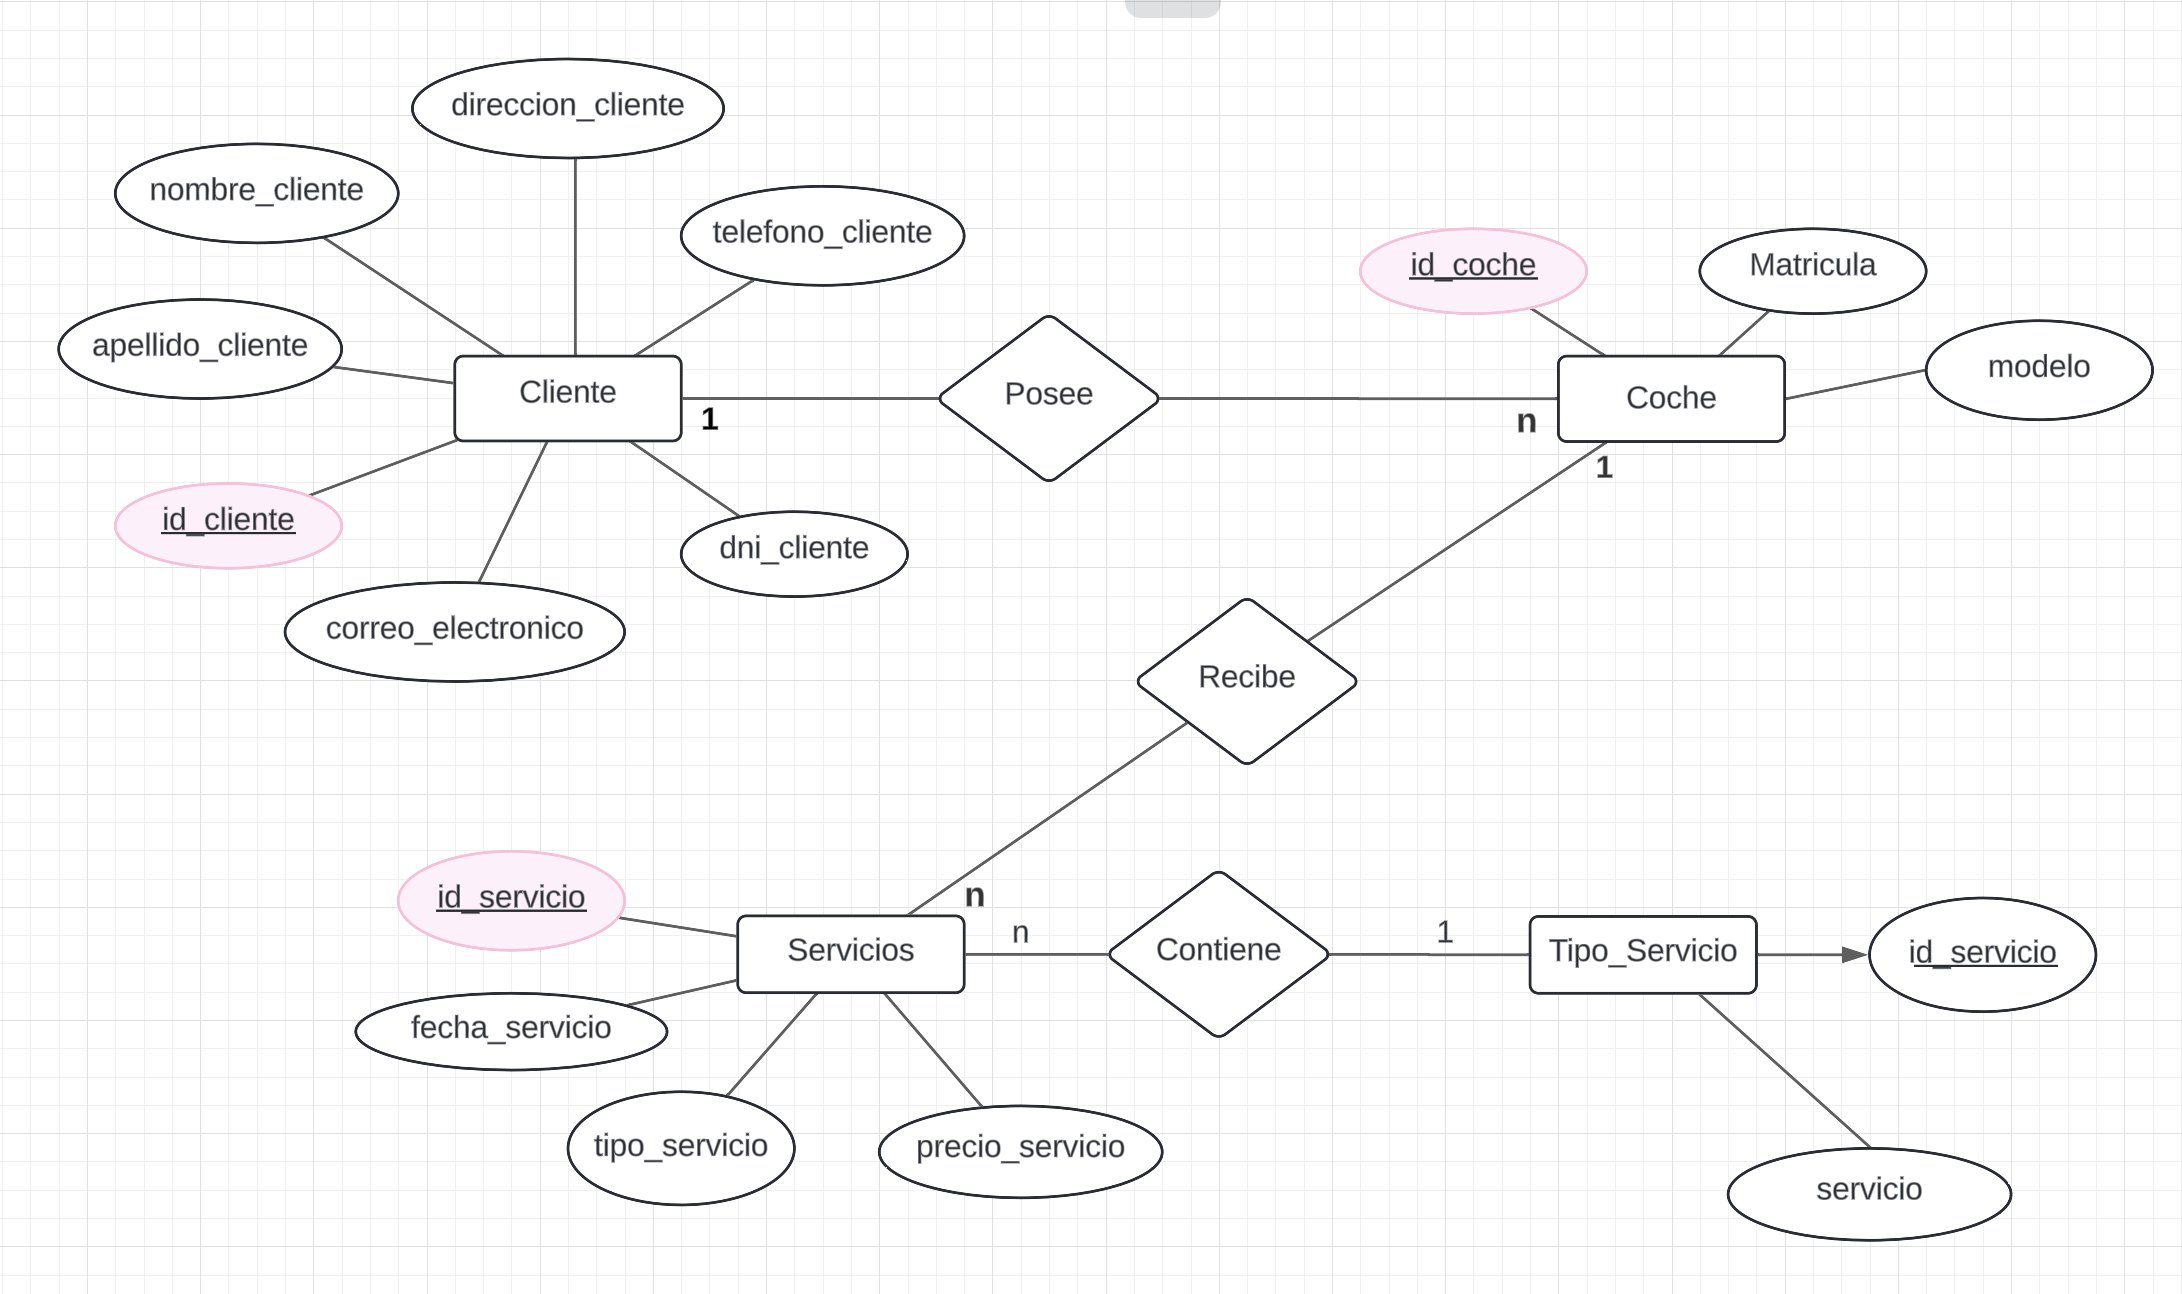 direccion_cliente
nombre_cliente
telefono_cliente
apellido_cliente
Cliente
1
Posee
n
id_coche
Matricula
modelo
Coche
1
id_cliente
dni_cliente
correo_electronico
Recibe
n
id_servicio
Servicios
n
Contiene
1
Tipo_Servicio
id_servicio
fecha_servicio
tipo_servicio
precio_servicio
servicio